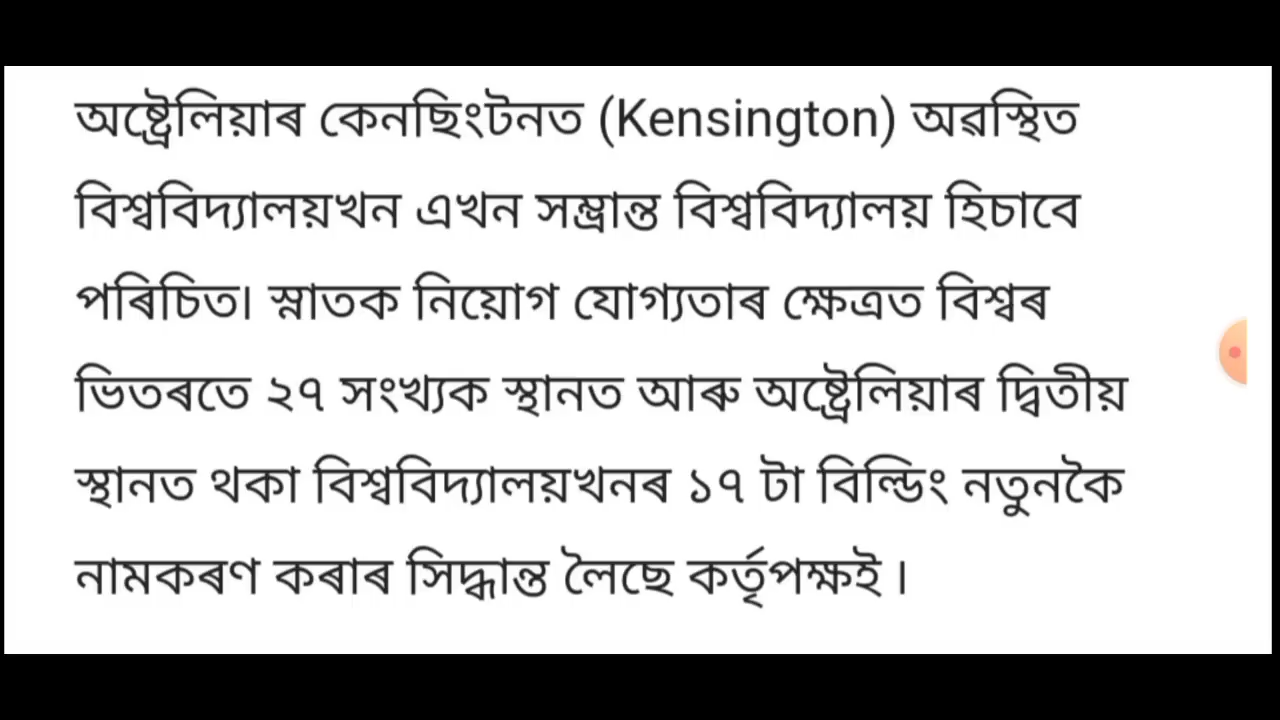 অষ্ট্ৰেলিয়াৰ কেনছিংটনত (Kensington) অৱস্থিত
বিশ্ববিদ্যালয়খন এখন সম্ভ্ৰান্ত বিশ্ববিদ্যালয় হিচাবে
পৰিচিত। স্নাতক নিয়োগ যোগ্যতাৰ ক্ষেত্ৰত বিশ্বৰ
ভিতৰতে ২৭ সংখ্যক স্থানত আৰু অষ্ট্ৰেলিয়াৰ দ্বিতীয়
স্থানত থকা বিশ্ববিদ্যালয়খনৰ ১৭ টা বিল্ডিং নতুনকৈ
নামকৰণ কৰাৰ সিদ্ধান্ত লৈছে কৰ্তৃপক্ষই ।